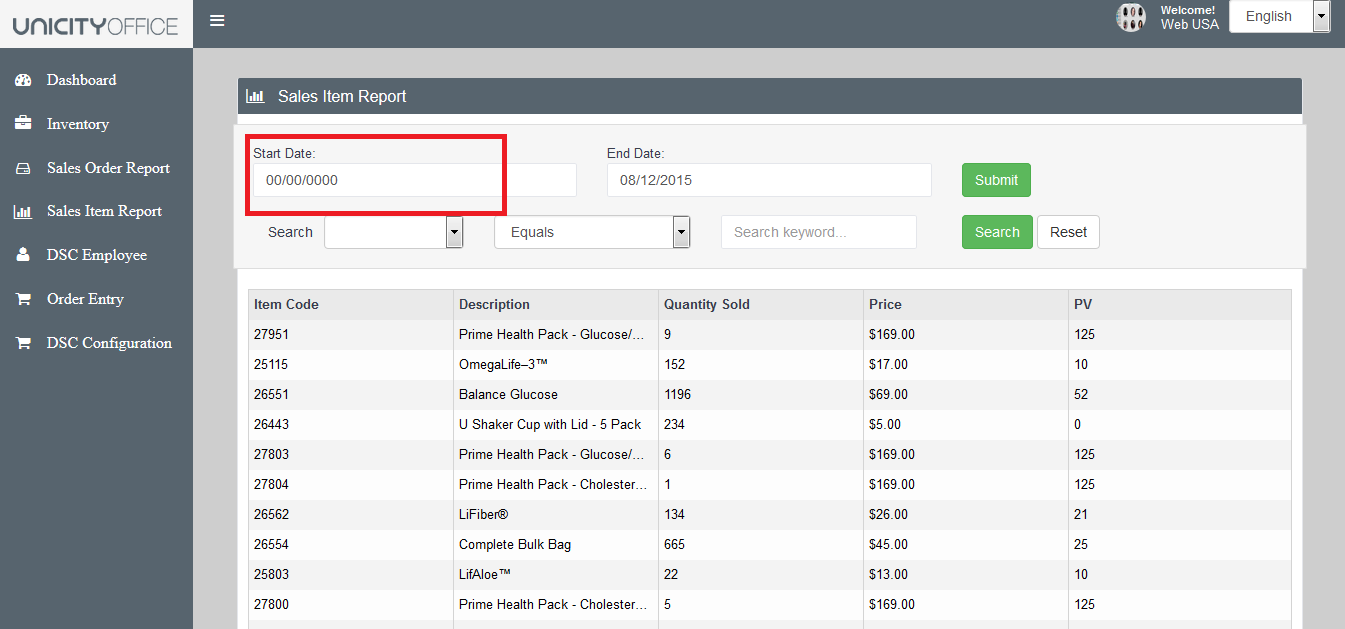 UNICITYOFFICE
Welcome!
Web USA
English
Dashboard
Inventory
Sales Order Report
Sales Item Report
DSC Employee
Order Entry
DSC Configuration
Sales Item Report
Start Date: End Date:
00/00/0000 08/12/2015 Submit
Search Equals Search keyword... Search Reset
Item Code Description Quantity Sold Price PV
27951 Prime Health Pack - Glucose/... 9 $169.00 125
25115 OmegaLife–3™ 152 $17.00 10
26551 Balance Glucose 1196 $69.00 52
26443 U Shaker Cup with Lid - 5 Pack 234 $5.00 0
27803 Prime Health Pack - Glucose/... 6 $169.00 125
27804 Prime Health Pack - Cholester... 1 $169.00 125
26562 LiFiber® 134 $26.00 21
26554 Complete Bulk Bag 665 $45.00 25
25803 LifAloe™ 22 $13.00 10
27800 Prime Health Pack - Cholester... 5 $169.00 125